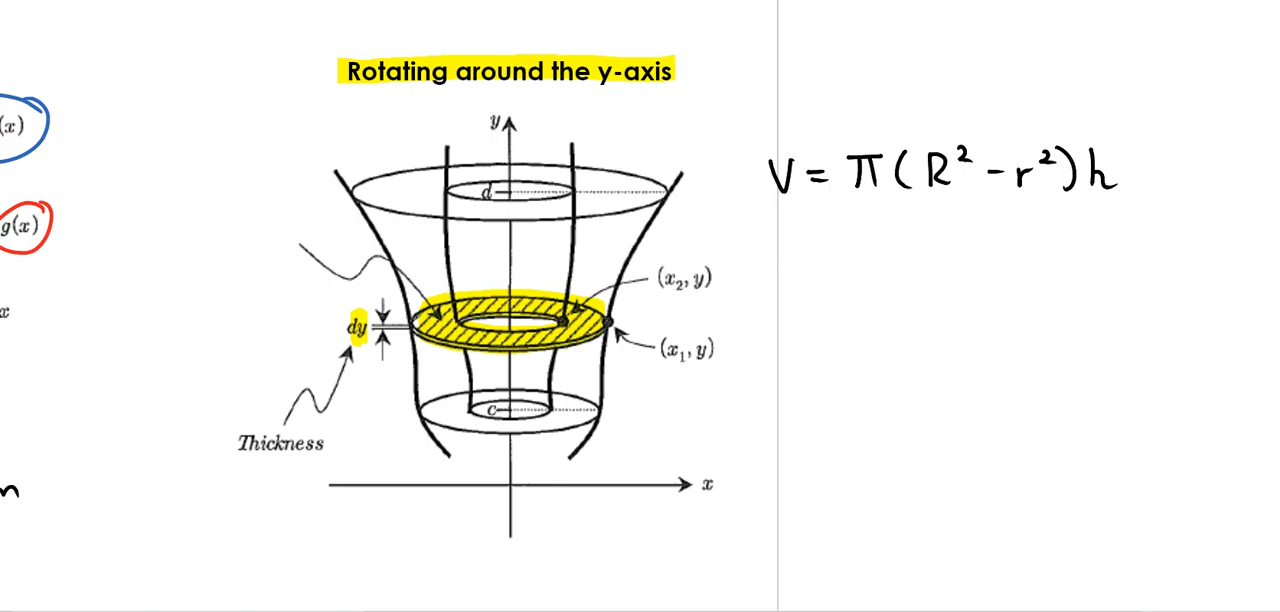 Rotating around the y-axis
y
(x)
V = π(R² - r²)h
d
g(x)
(x₂, y)
x
dy
(x₁, y)
c
Thickness
x
n